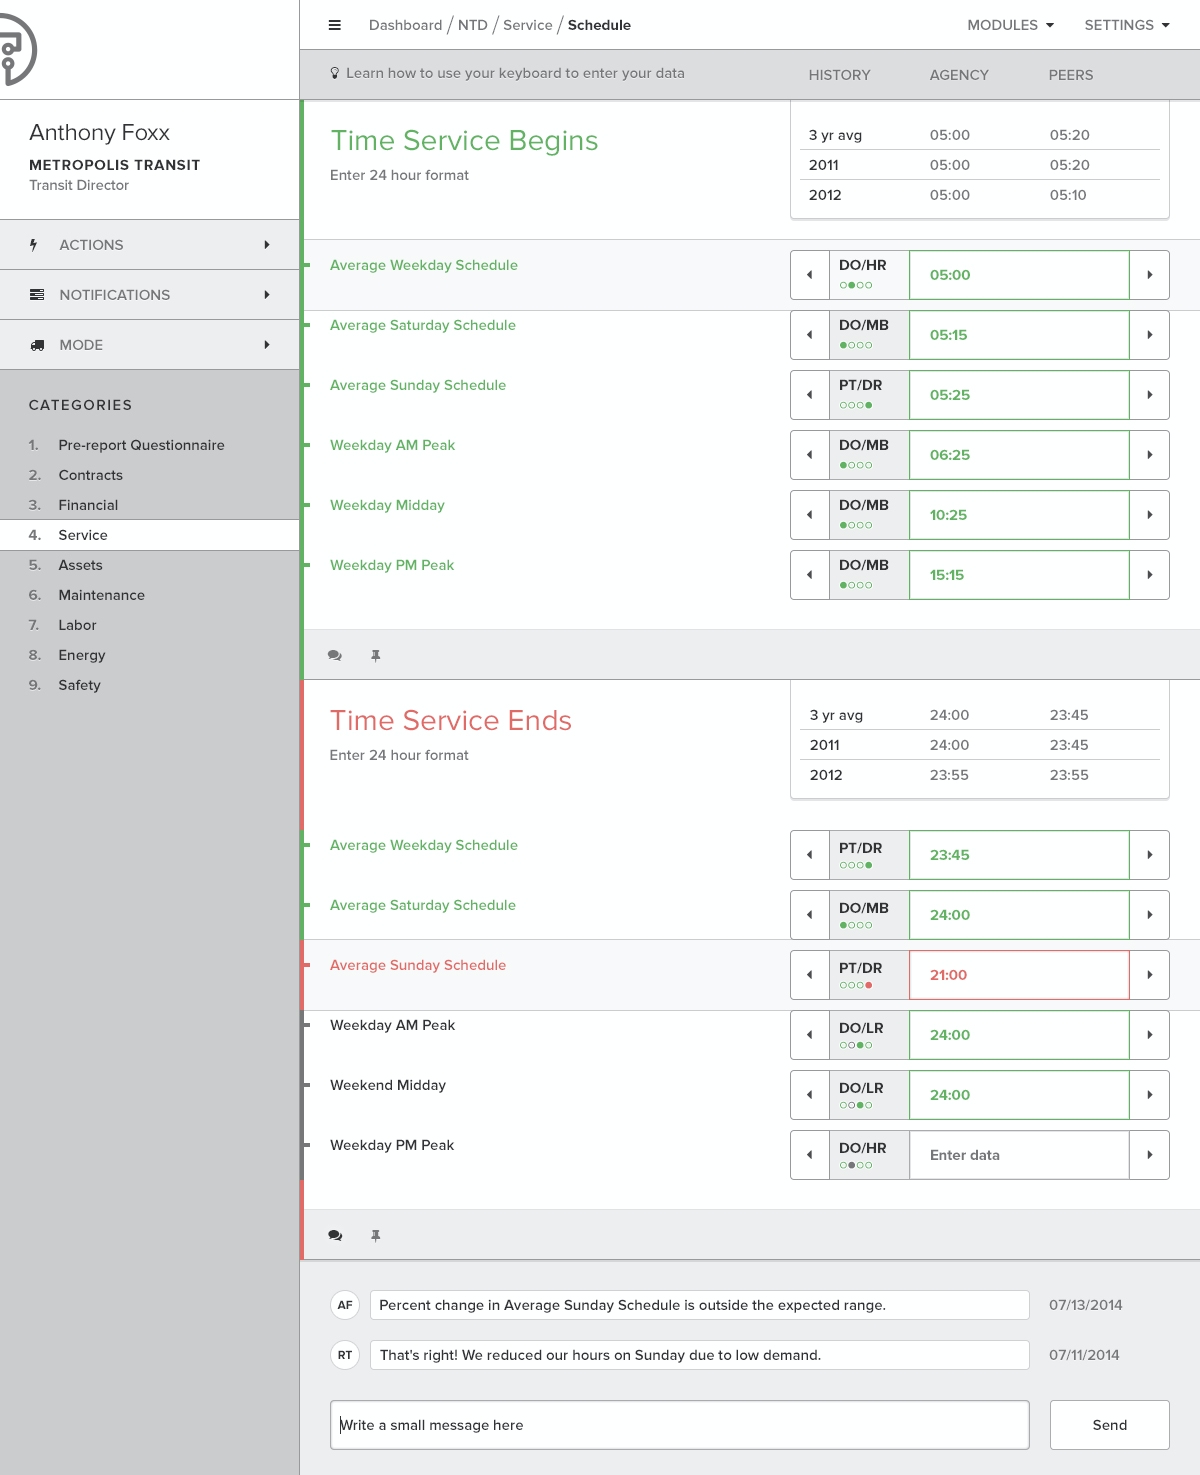 Dashboard / NTD / Service / Schedule
MODULES
SETTINGS
Learn how to use your keyboard to enter your data
HISTORY AGENCY PEERS
Anthony Foxx
METROPOLIS TRANSIT
Transit Director
ACTIONS
NOTIFICATIONS
MODE
CATEGORIES
1. Pre-report Questionnaire
2. Contracts
3. Financial
4. Service
5. Assets
6. Maintenance
7. Labor
8. Energy
9. Safety
Time Service Begins
Enter 24 hour format
3 yr avg 05:00 05:20
2011 05:00 05:20
2012 05:00 05:10
Average Weekday Schedule DO/HR 05:00
Average Saturday Schedule DO/MB 05:15
Average Sunday Schedule PT/DR 05:25
Weekday AM Peak DO/MB 06:25
Weekday Midday DO/MB 10:25
Weekday PM Peak DO/MB 15:15
Time Service Ends
Enter 24 hour format
3 yr avg 24:00 23:45
2011 24:00 23:45
2012 23:55 23:55
Average Weekday Schedule PT/DR 23:45
Average Saturday Schedule DO/MB 24:00
Average Sunday Schedule PT/DR 21:00
Weekday AM Peak DO/LR 24:00
Weekend Midday DO/LR 24:00
Weekday PM Peak DO/HR Enter data
AF Percent change in Average Sunday Schedule is outside the expected range. 07/13/2014
RT That's right! We reduced our hours on Sunday due to low demand. 07/11/2014
Write a small message here
Send